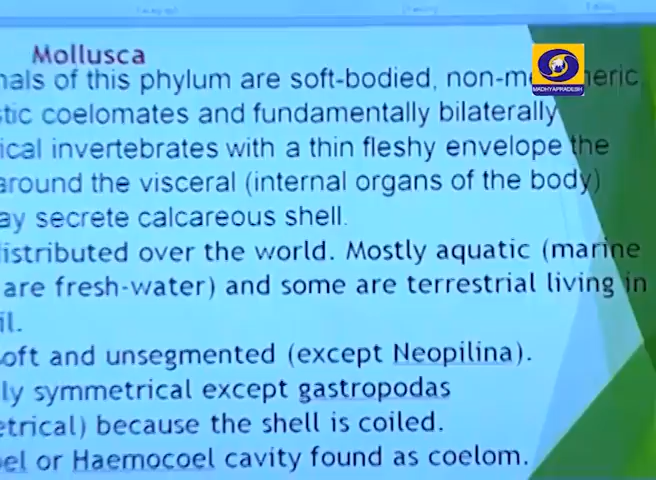 Mollusca
nals of this phylum are soft-bodied, non-me eric
stic coelomates and fundamentally bilaterally
ical invertebrates with a thin fleshy envelope the
around the visceral (internal organs of the body)
ay secrete calcareous shell.
distributed over the world. Mostly aquatic (marine
are fresh-water) and some are terrestrial living in
il.
oft and unsegmented (except Neopilina).
ly symmetrical except gastropodas
etrical) because the shell is coiled.
oel or Haemocoel cavity found as coelom.
MADHYAPRADESH